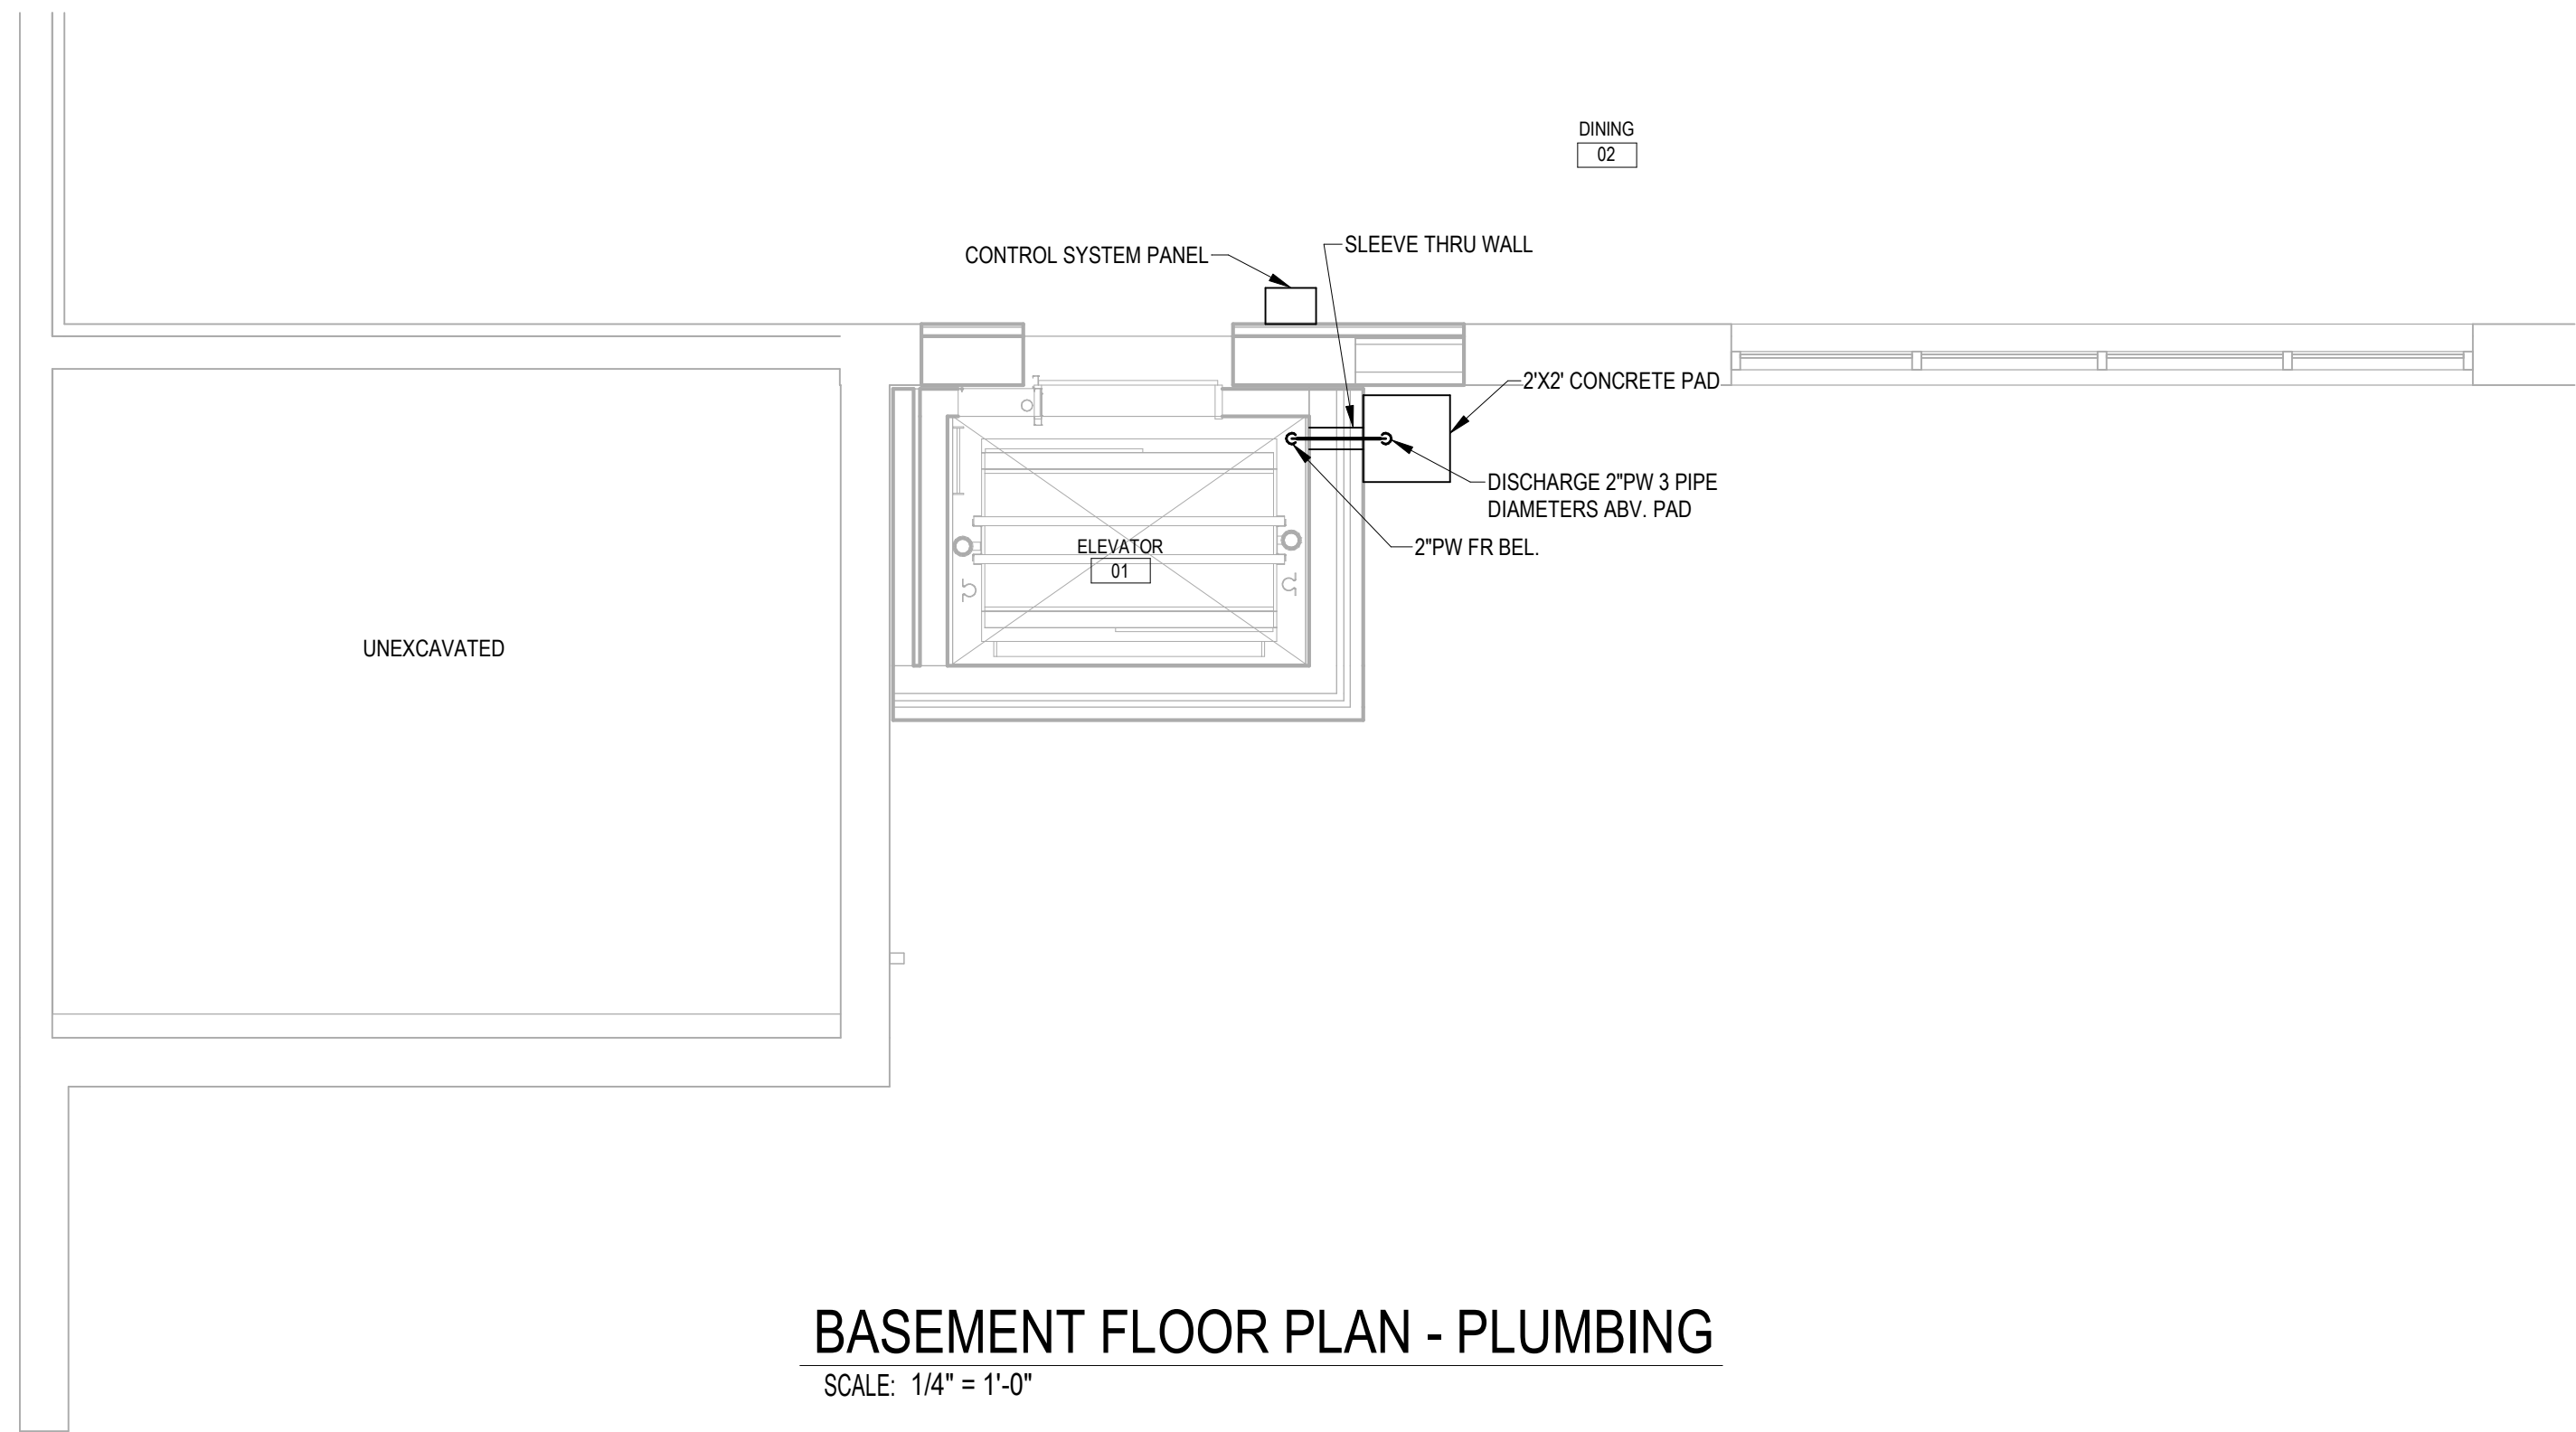 DINING
02
CONTROL SYSTEM PANEL
SLEEVE THRU WALL
2'X2' CONCRETE PAD
DISCHARGE 2"PW 3 PIPE
DIAMETERS ABV. PAD
2"PW FR BEL.
ELEVATOR
01
UNEXCAVATED
BASEMENT FLOOR PLAN - PLUMBING
SCALE: 1/4" = 1'-0"